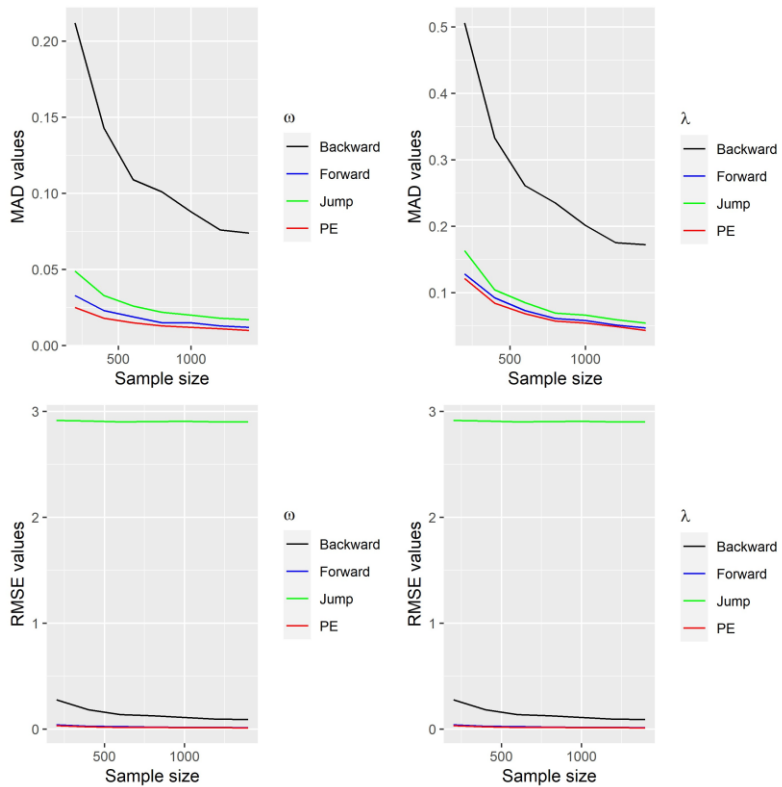 0.20
0.15
0.10
0.05
0.00
MAD values
500
1000
Sample size
ω
Backward
Forward
Jump
PE
0.5
0.4
0.3
0.2
0.1
MAD values
500
1000
Sample size
λ
Backward
Forward
Jump
PE
3
2
1
0
RMSE values
500
1000
Sample size
ω
Backward
Forward
Jump
PE
3
2
1
0
RMSE values
500
1000
Sample size
λ
Backward
Forward
Jump
PE